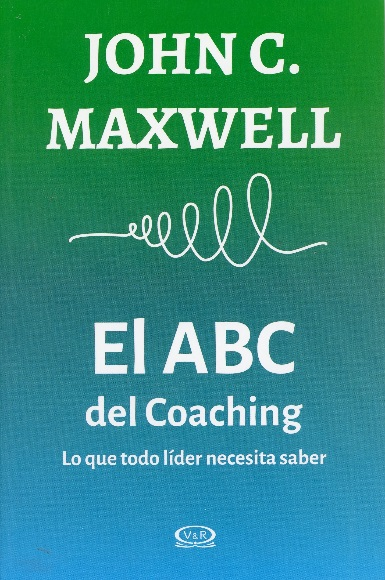 JOHN C.
MAXWELL
El ABC
del Coaching
Lo que todo líder necesita saber
V&R